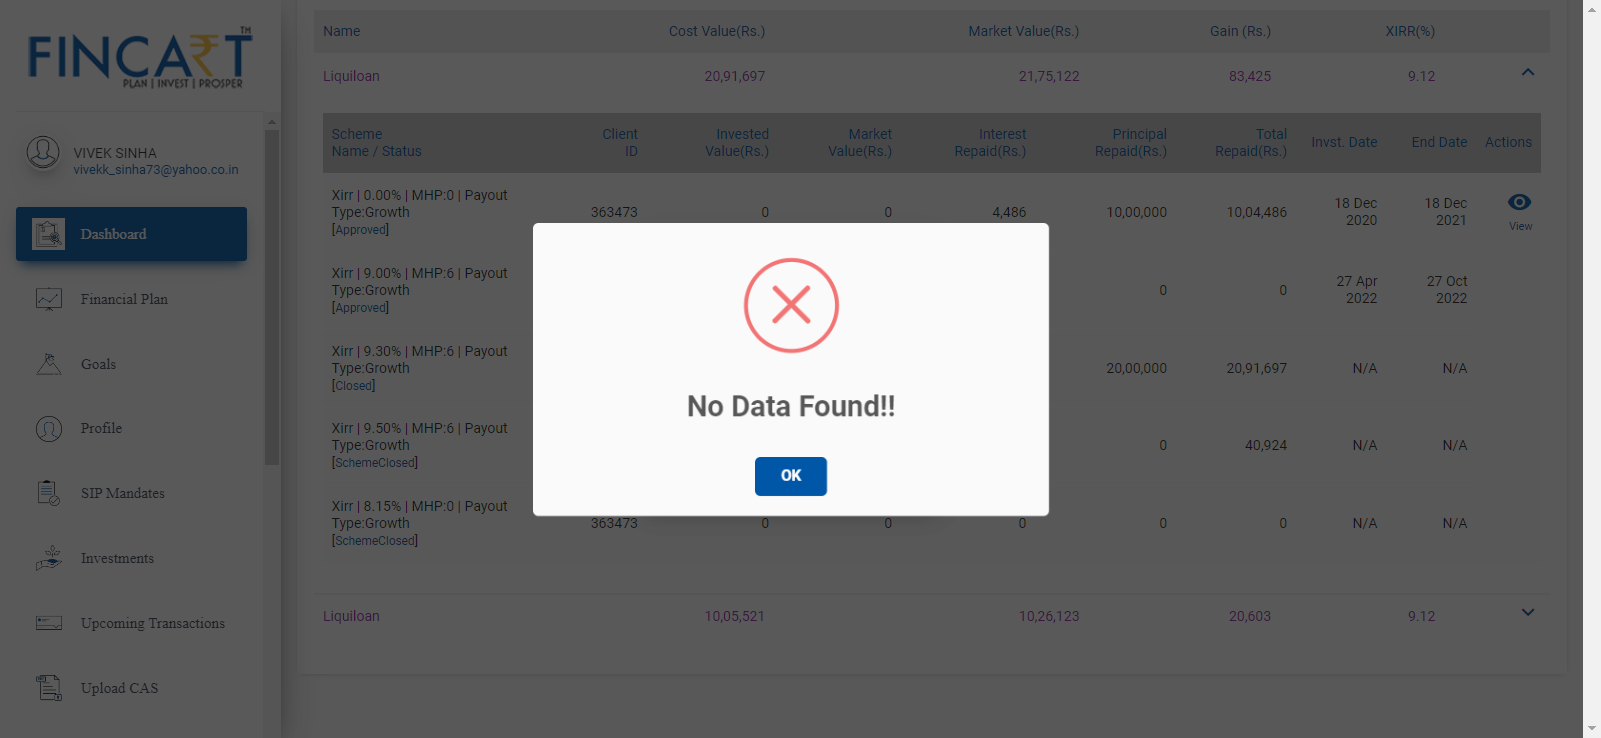 FINCART™
PLAN | INVEST | PROSPER
VIVEK SINHA
vivekk_sinha73@yahoo.co.in
Dashboard
Financial Plan
Goals
Profile
SIP Mandates
Investments
Upcoming Transactions
Upload CAS
Name Cost Value(Rs.) Market Value(Rs.) Gain (Rs.) XIRR(%)
Liquiloan 20,91,697 21,75,122 83,425 9.12
Scheme Client Invested Market Interest Principal Total
Name / Status ID Value(Rs.) Value(Rs.) Repaid(Rs.) Repaid(Rs.) Repaid(Rs.) Invst. Date End Date Actions
Xirr | 0.00% | MHP:0 | Payout
Type:Growth 363473 0 0 4,486 10,00,000 10,04,486 18 Dec 2020 18 Dec 2021
[Approved] View
Xirr | 9.00% | MHP:6 | Payout
Type:Growth 0 0 27 Apr 2022 27 Oct 2022
[Approved]
Xirr | 9.30% | MHP:6 | Payout
Type:Growth 20,00,000 20,91,697 N/A N/A
[Closed]
Xirr | 9.50% | MHP:6 | Payout
Type:Growth 0 40,924 N/A N/A
[SchemeClosed]
Xirr | 8.15% | MHP:0 | Payout
Type:Growth 363473 0 0 0 0 0 N/A N/A
[SchemeClosed]
Liquiloan 10,05,521 10,26,123 20,603 9.12
No Data Found!!
OK